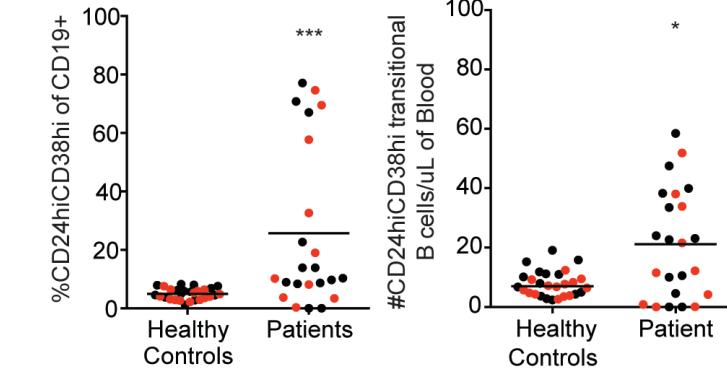 %CD24hiCD38hi of CD19+
100
80
60
40
20
0
***
Healthy
Controls
Patients
#CD24hiCD38hi transitional
B cells/uL of Blood
100
80
60
40
20
0
*
Healthy
Controls
Patient